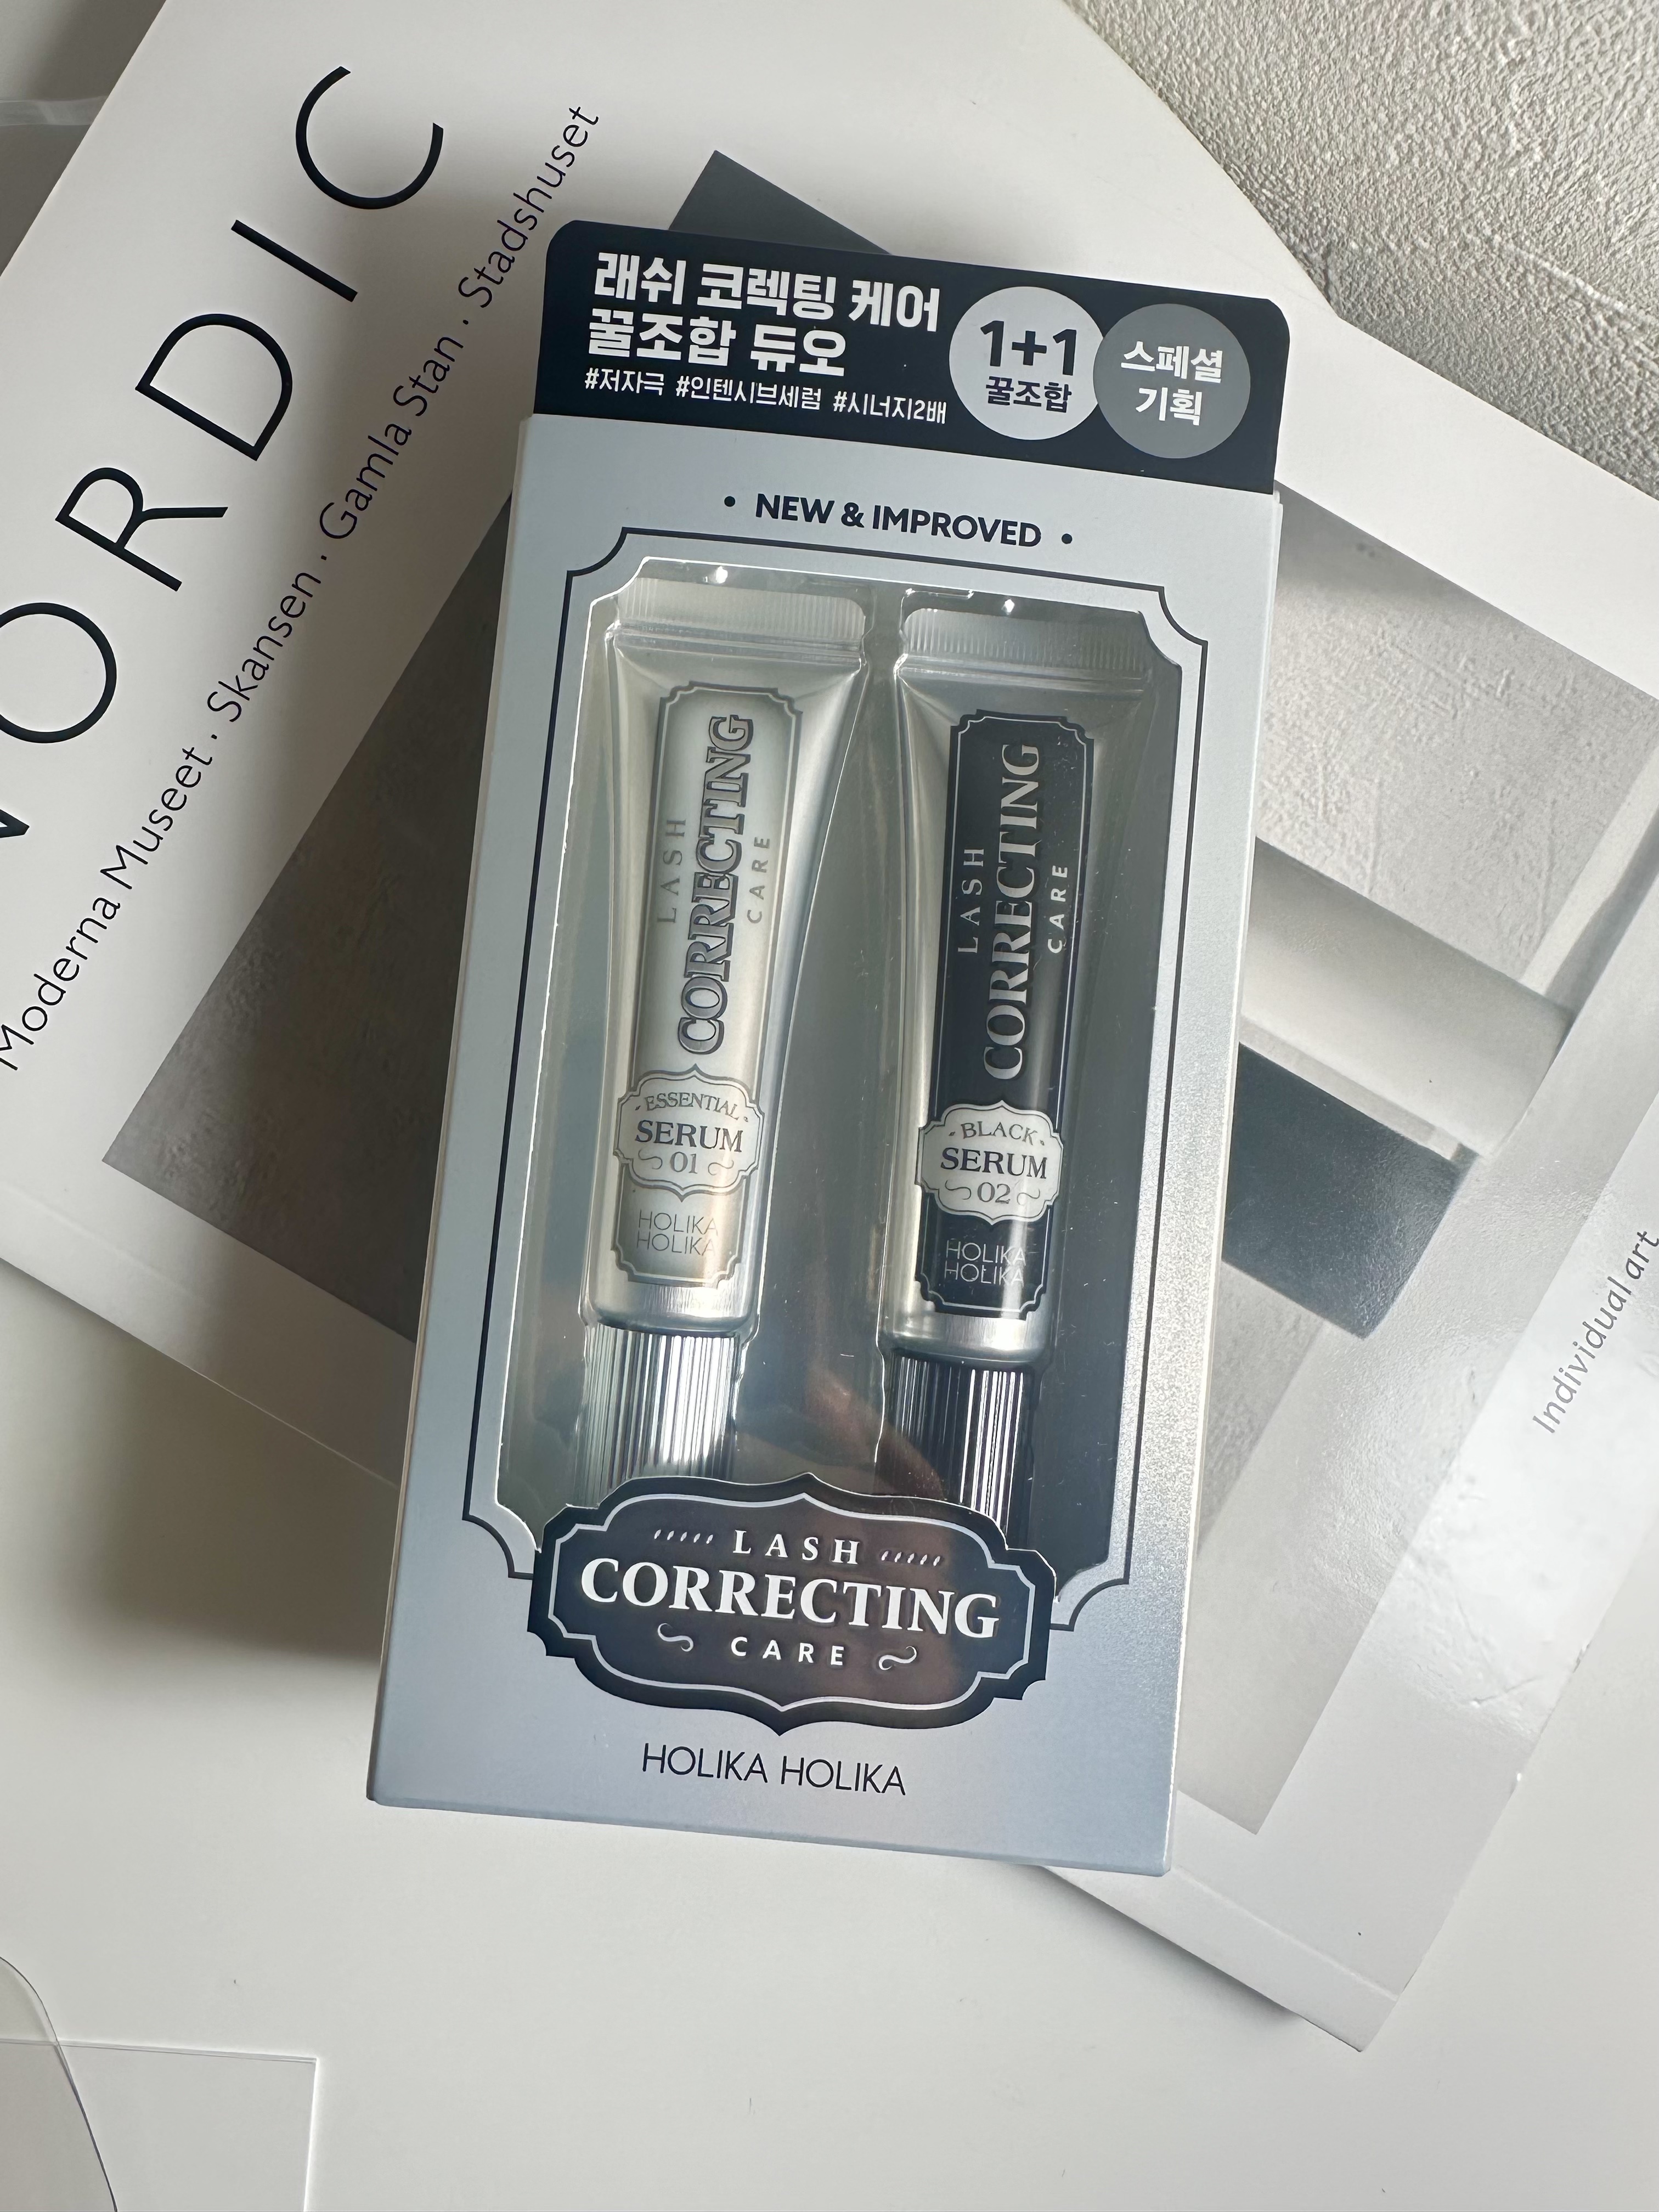 NORDIC
Moderna Museet · Skansen · Gamla Stan · Stadshuset
래쉬 코렉팅 케어
꿀조합 듀오
#저자극 #인텐시브세럼 #시너지2배
1+1
꿀조합
스페셜
기획
• NEW & IMPROVED •
LASH
CORRECTING
CARE
ESSENTIAL
SERUM
01
HOLIKA
HOLIKA
LASH
CORRECTING
CARE
BLACK
SERUM
02
HOLIKA
HOLIKA
LASH
CORRECTING
CARE
HOLIKA HOLIKA
Individual art